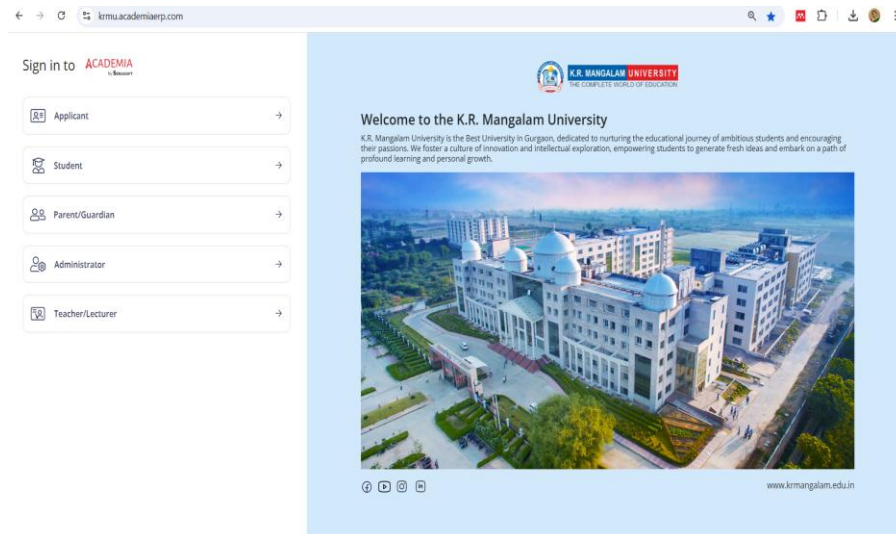 krmu.academiaerp.com
Sign in to ACADEMIA
by Serosoft
Applicant
Student
Parent/Guardian
Administrator
Teacher/Lecturer
K.R. MANGALAM UNIVERSITY
THE COMPLETE WORLD OF EDUCATION
Welcome to the K.R. Mangalam University
K.R. Mangalam University is the Best University in Gurgaon, dedicated to nurturing the educational journey of ambitious students and encouraging
their passions. We foster a culture of innovation and intellectual exploration, empowering students to generate fresh ideas and embark on a path of
profound learning and personal growth.
www.krmangalam.edu.in